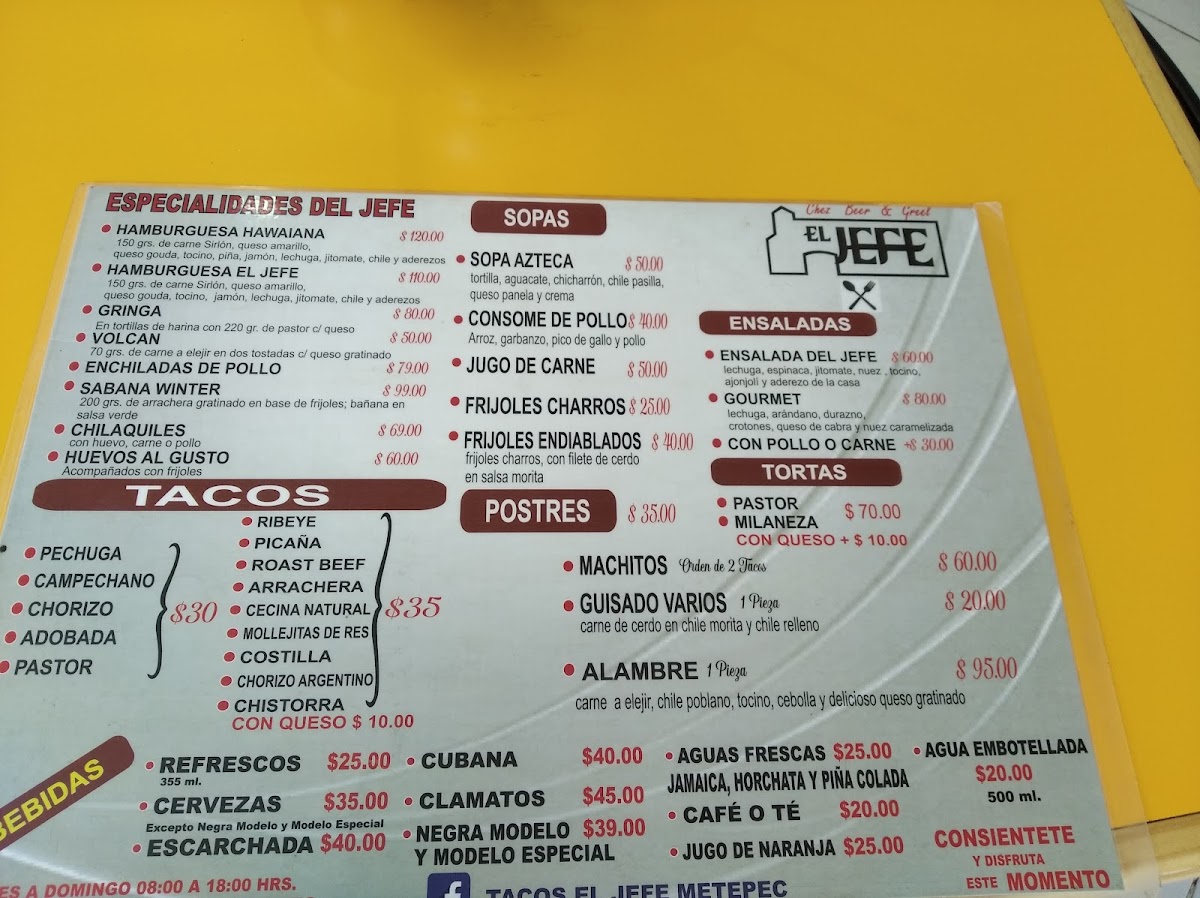 ESPECIALIDADES DEL JEFE
HAMBURGUESA HAWAIANA $ 120.00
150 grs. de carne Sirlón, queso amarillo,
queso gouda, tocino, piña, jamón, lechuga, jitomate, chile y aderezos
HAMBURGUESA EL JEFE $ 110.00
150 grs. de carne Sirlón, queso amarillo,
queso gouda, tocino, jamón, lechuga, jitomate, chile y aderezos
GRINGA $ 80.00
En tortillas de harina con 220 gr. de pastor c/ queso
VOLCAN $ 50.00
70 grs. de carne a elejir en dos tostadas c/ queso gratinado
ENCHILADAS DE POLLO $ 79.00
SABANA WINTER $ 99.00
200 grs. de arrachera gratinado en base de frijoles; bañana en
salsa verde
CHILAQUILES $ 69.00
con huevo, carne o pollo
HUEVOS AL GUSTO $ 60.00
Acompañados con frijoles
SOPAS
SOPA AZTECA $ 50.00
tortilla, aguacate, chicharrón, chile pasilla,
queso panela y crema
CONSOME DE POLLO $ 40.00
Arroz, garbanzo, pico de gallo y pollo
JUGO DE CARNE $ 50.00
FRIJOLES CHARROS $ 25.00
FRIJOLES ENDIABLADOS $ 40.00
frijoles charros, con filete de cerdo
en salsa morita
POSTRES $ 35.00
Chez Beer & Greel
EL JEFE
ENSALADAS
ENSALADA DEL JEFE $ 60.00
lechuga, espinaca, jitomate, nuez , tocino,
ajonjolí y aderezo de la casa
GOURMET $ 80.00
lechuga, arándano, durazno,
crotones, queso de cabra y nuez caramelizada
CON POLLO O CARNE +$ 30.00
TORTAS
PASTOR
MILANEZA $ 70.00
CON QUESO + $ 10.00
TACOS
PECHUGA
CAMPECHANO
CHORIZO
ADOBADA
PASTOR
$30
RIBEYE
PICAÑA
ROAST BEEF
ARRACHERA
CECINA NATURAL
MOLLEJITAS DE RES
COSTILLA
CHORIZO ARGENTINO
CHISTORRA
$35
CON QUESO $ 10.00
MACHITOS Orden de 2 Tacos $ 60.00
GUISADO VARIOS 1 Pieza $ 20.00
carne de cerdo en chile morita y chile relleno
ALAMBRE 1 Pieza $ 95.00
carne a elejir, chile poblano, tocino, cebolla y delicioso queso gratinado
BEBIDAS
REFRESCOS $25.00
355 ml.
CERVEZAS $35.00
Excepto Negra Modelo y Modelo Especial
ESCARCHADA $40.00
CUBANA $40.00
CLAMATOS $45.00
NEGRA MODELO $39.00
Y MODELO ESPECIAL
AGUAS FRESCAS $25.00
JAMAICA, HORCHATA Y PIÑA COLADA
CAFÉ O TÉ $20.00
JUGO DE NARANJA $25.00
AGUA EMBOTELLADA
$20.00
500 ml.
CONSIENTETE
Y DISFRUTA
ESTE MOMENTO
A DOMINGO 08:00 A 18:00 HRS.
f TACOS EL JEFE METEPEC